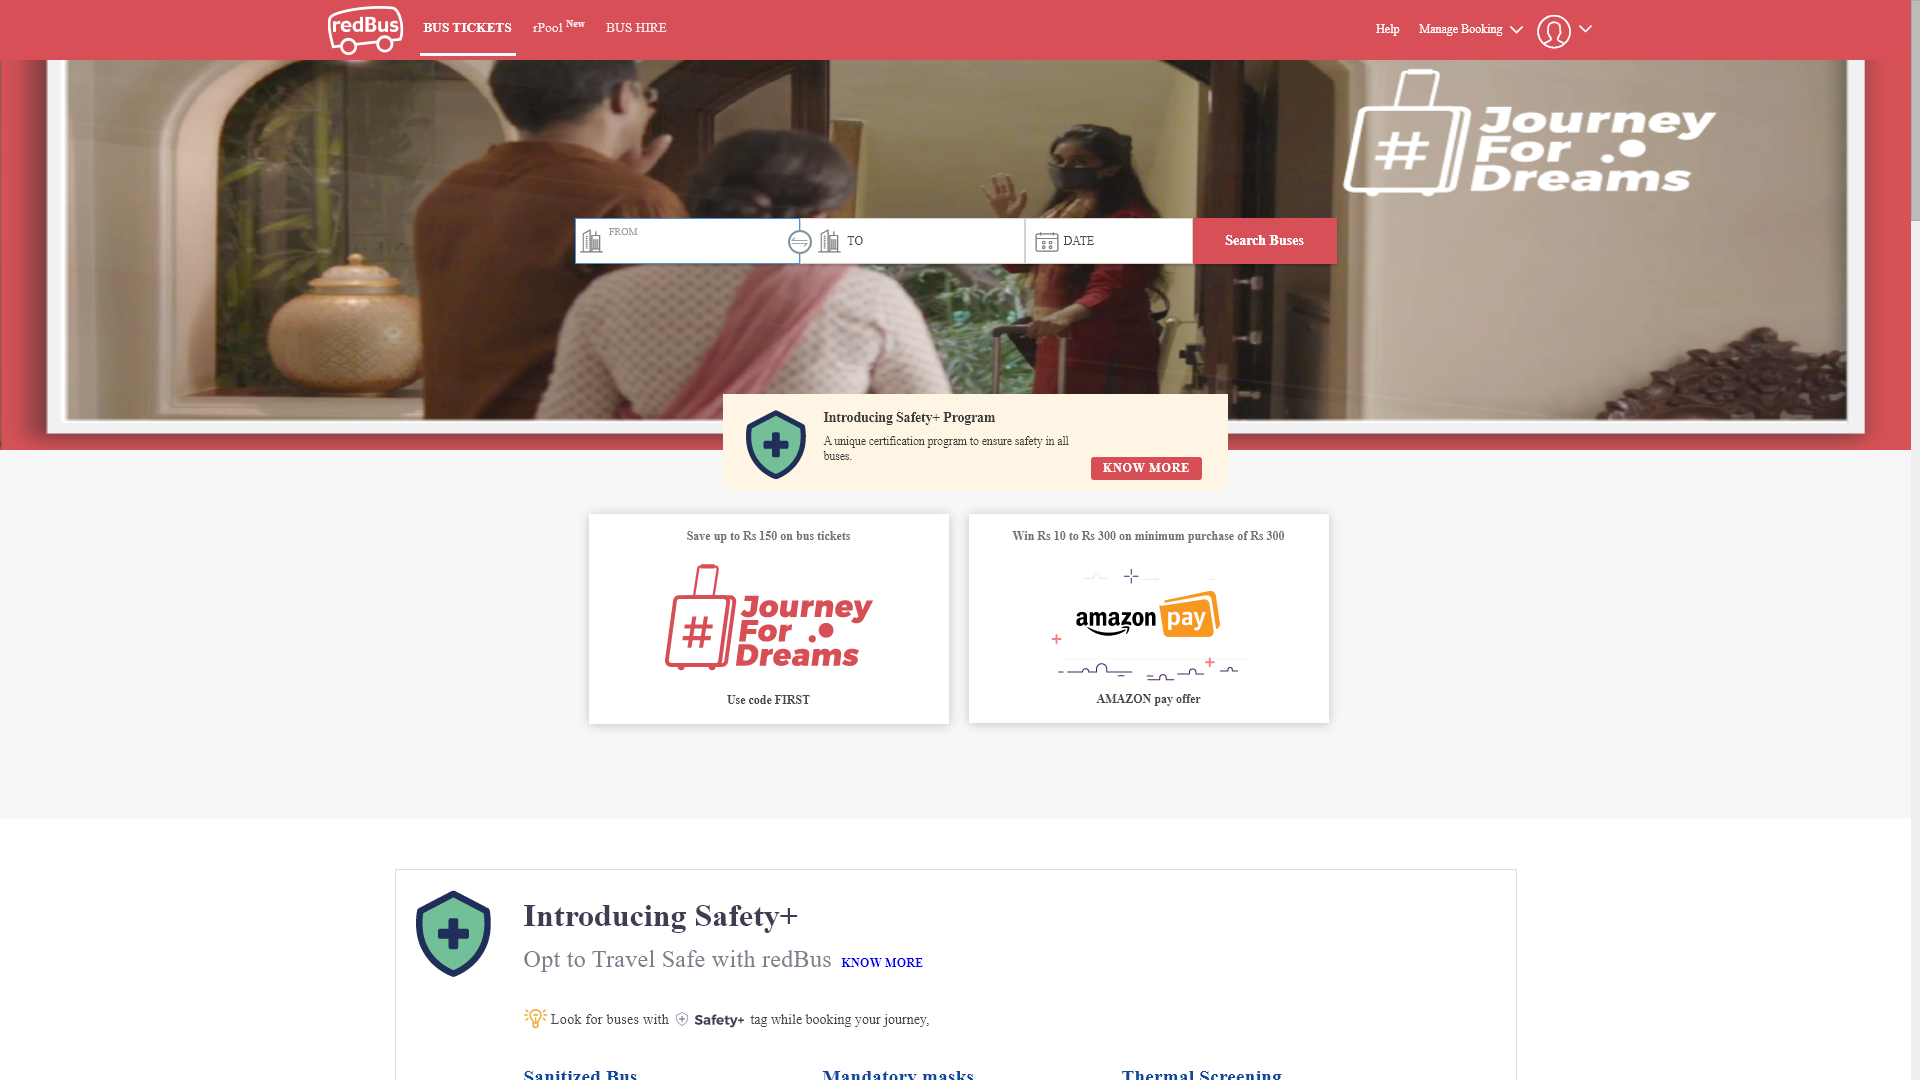 redBus
BUS TICKETS
rPool New
BUS HIRE
Help
Manage Booking
# Journey
For
Dreams
FROM
TO
DATE
Search Buses
Introducing Safety+ Program
A unique certification program to ensure safety in all
buses.
KNOW MORE
Save up to Rs 150 on bus tickets
# Journey
For
Dreams
Use code FIRST
Win Rs 10 to Rs 300 on minimum purchase of Rs 300
amazon pay
AMAZON pay offer
Introducing Safety+
Opt to Travel Safe with redBus KNOW MORE
Look for buses with Safety+ tag while booking your journey,
Sanitized Bus
Mandatory masks
Thermal Screening